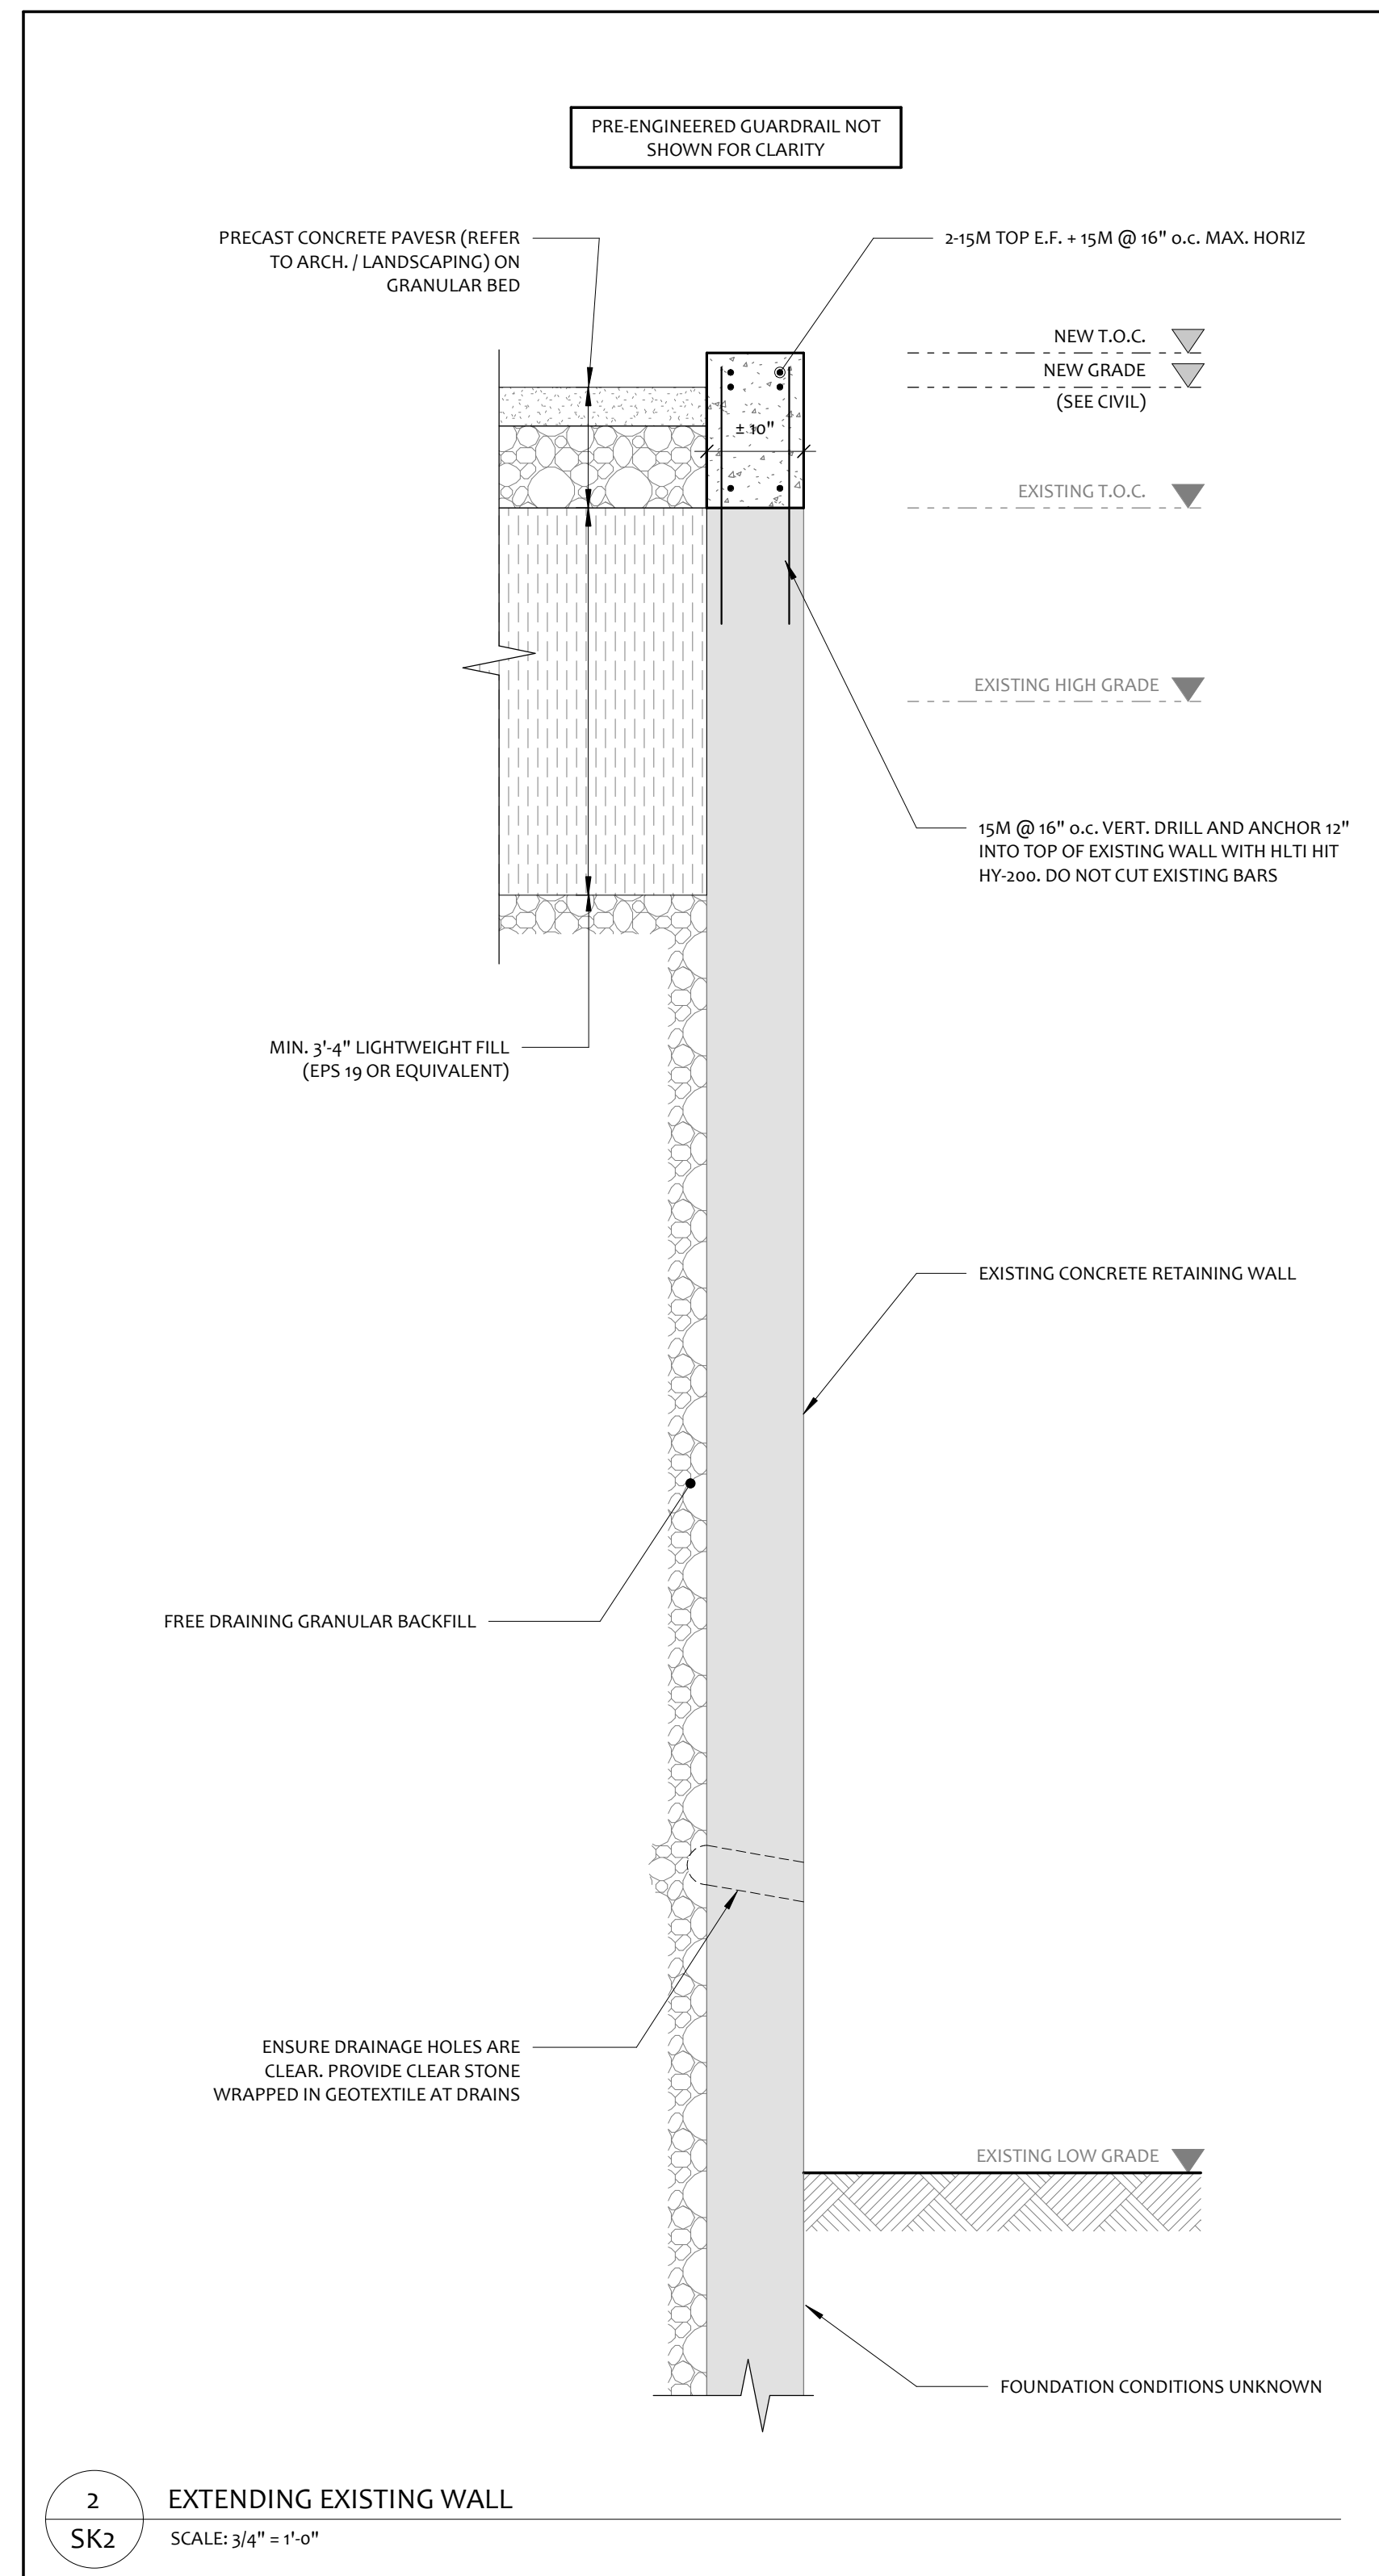 PRE-ENGINEERED GUARDRAIL NOT
SHOWN FOR CLARITY
PRECAST CONCRETE PAVESR (REFER
TO ARCH. / LANDSCAPING) ON
GRANULAR BED
2-15M TOP E.F. + 15M @ 16" o.c. MAX. HORIZ
NEW T.O.C.
NEW GRADE
(SEE CIVIL)
± 10"
EXISTING T.O.C.
EXISTING HIGH GRADE
15M @ 16" o.c. VERT. DRILL AND ANCHOR 12"
INTO TOP OF EXISTING WALL WITH HLTI HIT
HY-200. DO NOT CUT EXISTING BARS
MIN. 3'-4" LIGHTWEIGHT FILL
(EPS 19 OR EQUIVALENT)
EXISTING CONCRETE RETAINING WALL
FREE DRAINING GRANULAR BACKFILL
ENSURE DRAINAGE HOLES ARE
CLEAR. PROVIDE CLEAR STONE
WRAPPED IN GEOTEXTILE AT DRAINS
EXISTING LOW GRADE
FOUNDATION CONDITIONS UNKNOWN
2
EXTENDING EXISTING WALL
SK2
SCALE: 3/4" = 1'-0"